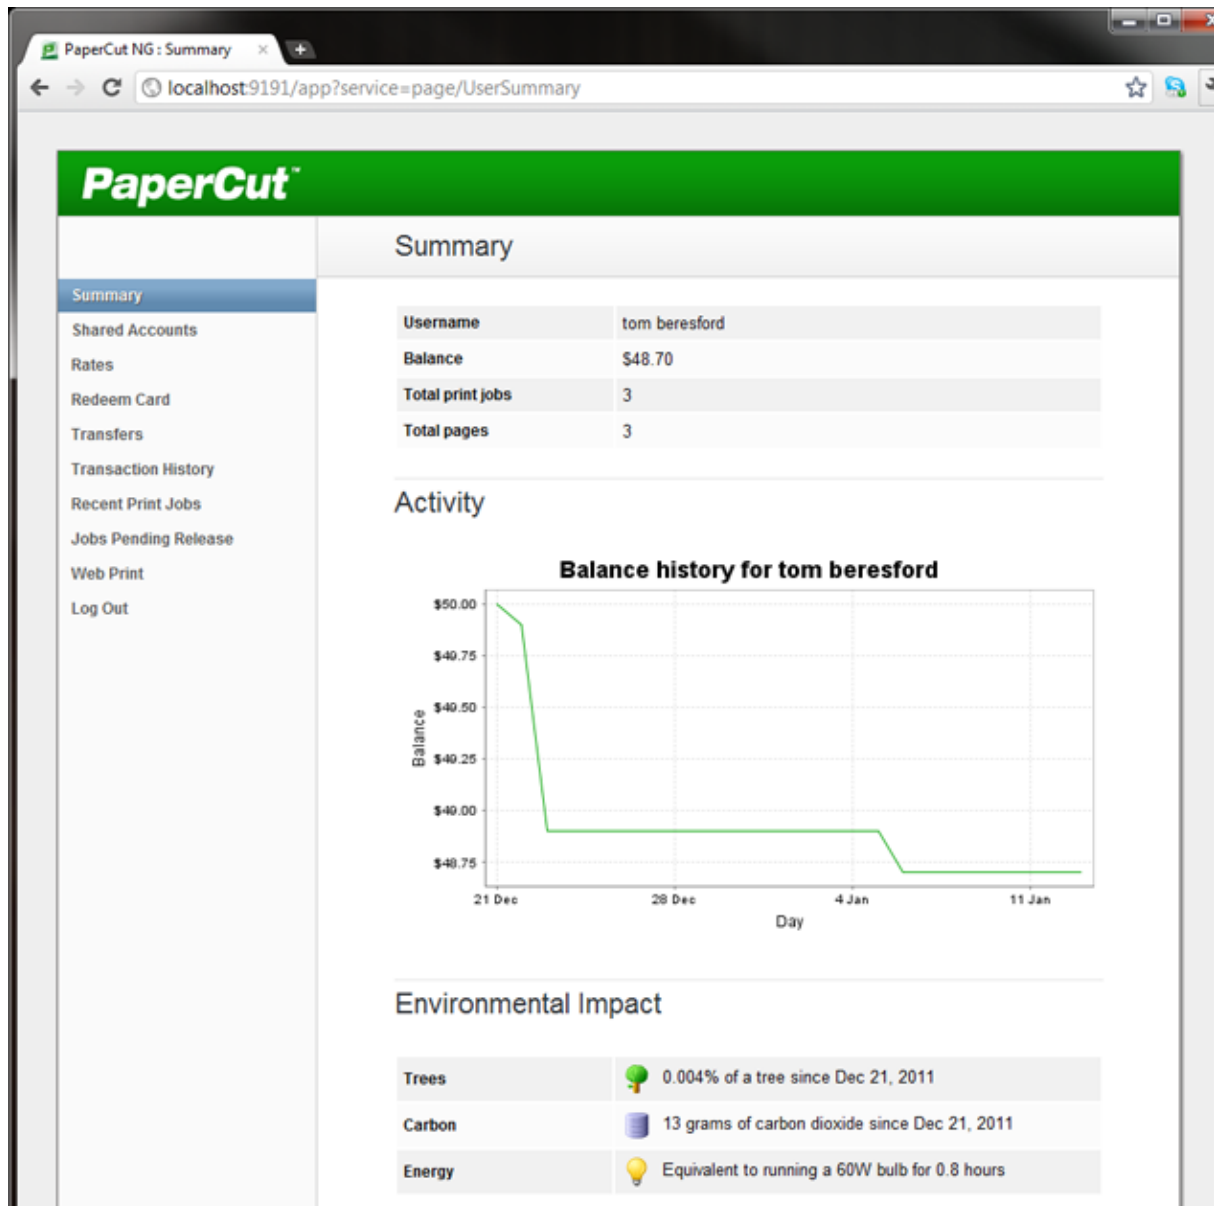 PaperCut NG : Summary
localhost:9191/app?service=page/UserSummary
PaperCut™
Summary
Summary
Shared Accounts
Rates
Redeem Card
Transfers
Transaction History
Recent Print Jobs
Jobs Pending Release
Web Print
Log Out
Username tom beresford
Balance $48.70
Total print jobs 3
Total pages 3
Activity
Balance history for tom beresford
$50.00
$49.75
$49.50
$49.25
$49.00
$48.75
Balance
21 Dec 28 Dec 4 Jan 11 Jan
Day
Environmental Impact
Trees 0.004% of a tree since Dec 21, 2011
Carbon 13 grams of carbon dioxide since Dec 21, 2011
Energy Equivalent to running a 60W bulb for 0.8 hours